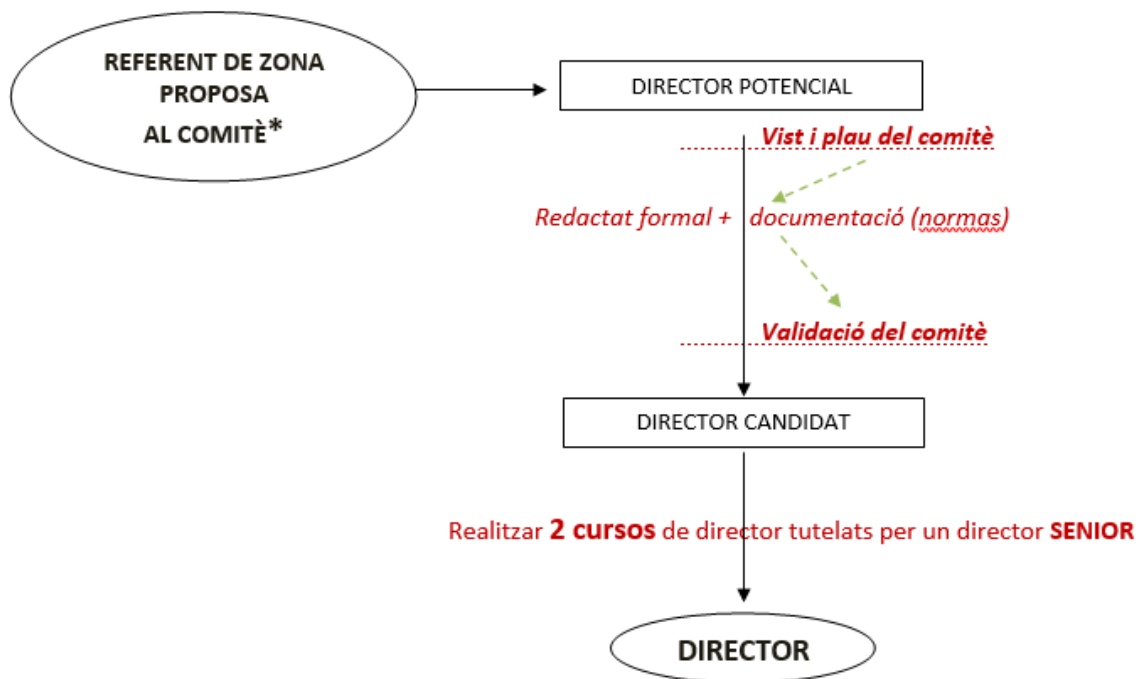 REFERENT DE ZONA
PROPOSA
AL COMITÈ*
DIRECTOR POTENCIAL
Vist i plau del comitè
Redactat formal + documentació (normas)
Validació del comitè
DIRECTOR CANDIDAT
Realitzar 2 cursos de director tutelats per un director SENIOR
DIRECTOR